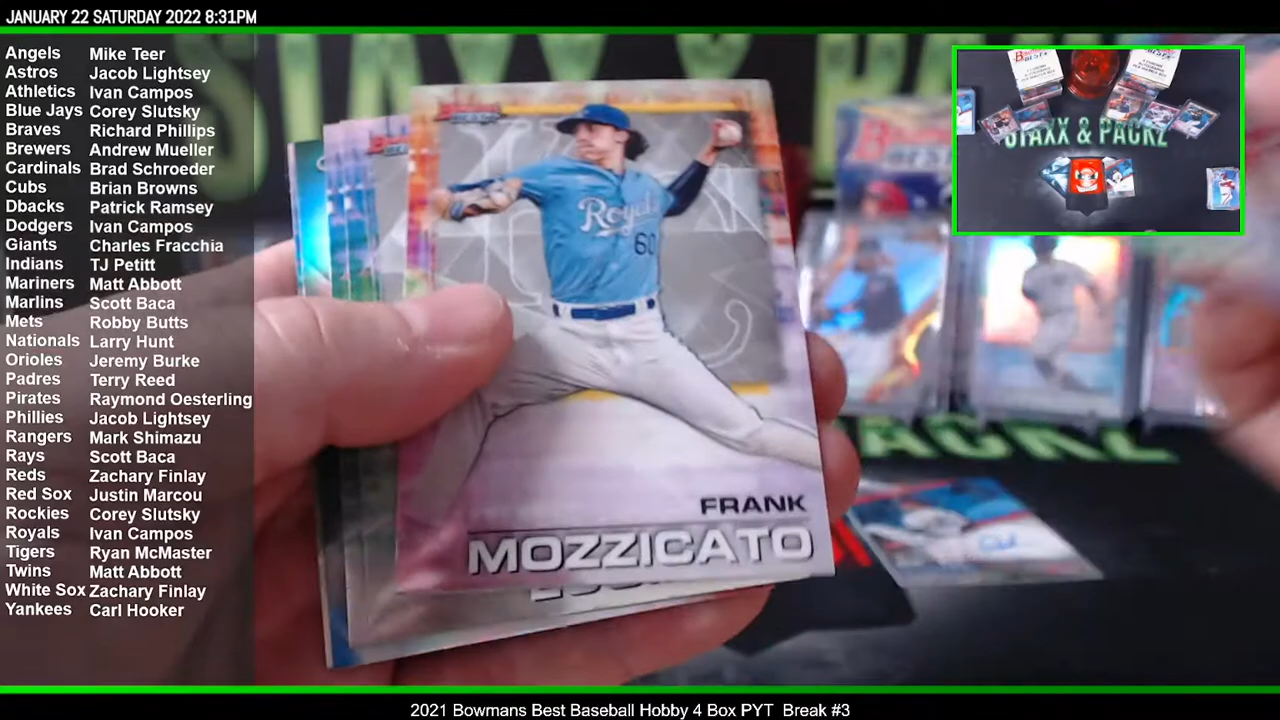 JANUARY 22 SATURDAY 2022 8:31PM
Angels Mike Teer
Astros Jacob Lightsey
Athletics Ivan Campos
Blue Jays Corey Slutsky
Braves Richard Phillips
Brewers Andrew Mueller
Cardinals Brad Schroeder
Cubs Brian Browns
Dbacks Patrick Ramsey
Dodgers Ivan Campos
Giants Charles Fracchia
Indians TJ Petitt
Mariners Matt Abbott
Marlins Scott Baca
Mets Robby Butts
Nationals Larry Hunt
Orioles Jeremy Burke
Padres Terry Reed
Pirates Raymond Oesterling
Phillies Jacob Lightsey
Rangers Mark Shimazu
Rays Scott Baca
Reds Zachary Finlay
Red Sox Justin Marcou
Rockies Corey Slutsky
Royals Ivan Campos
Tigers Ryan McMaster
Twins Matt Abbott
White Sox Zachary Finlay
Yankees Carl Hooker
Royals
60
FRANK
MOZZICATO
STAXX & PACKZ
2021 Bowmans Best Baseball Hobby 4 Box PYT Break #3